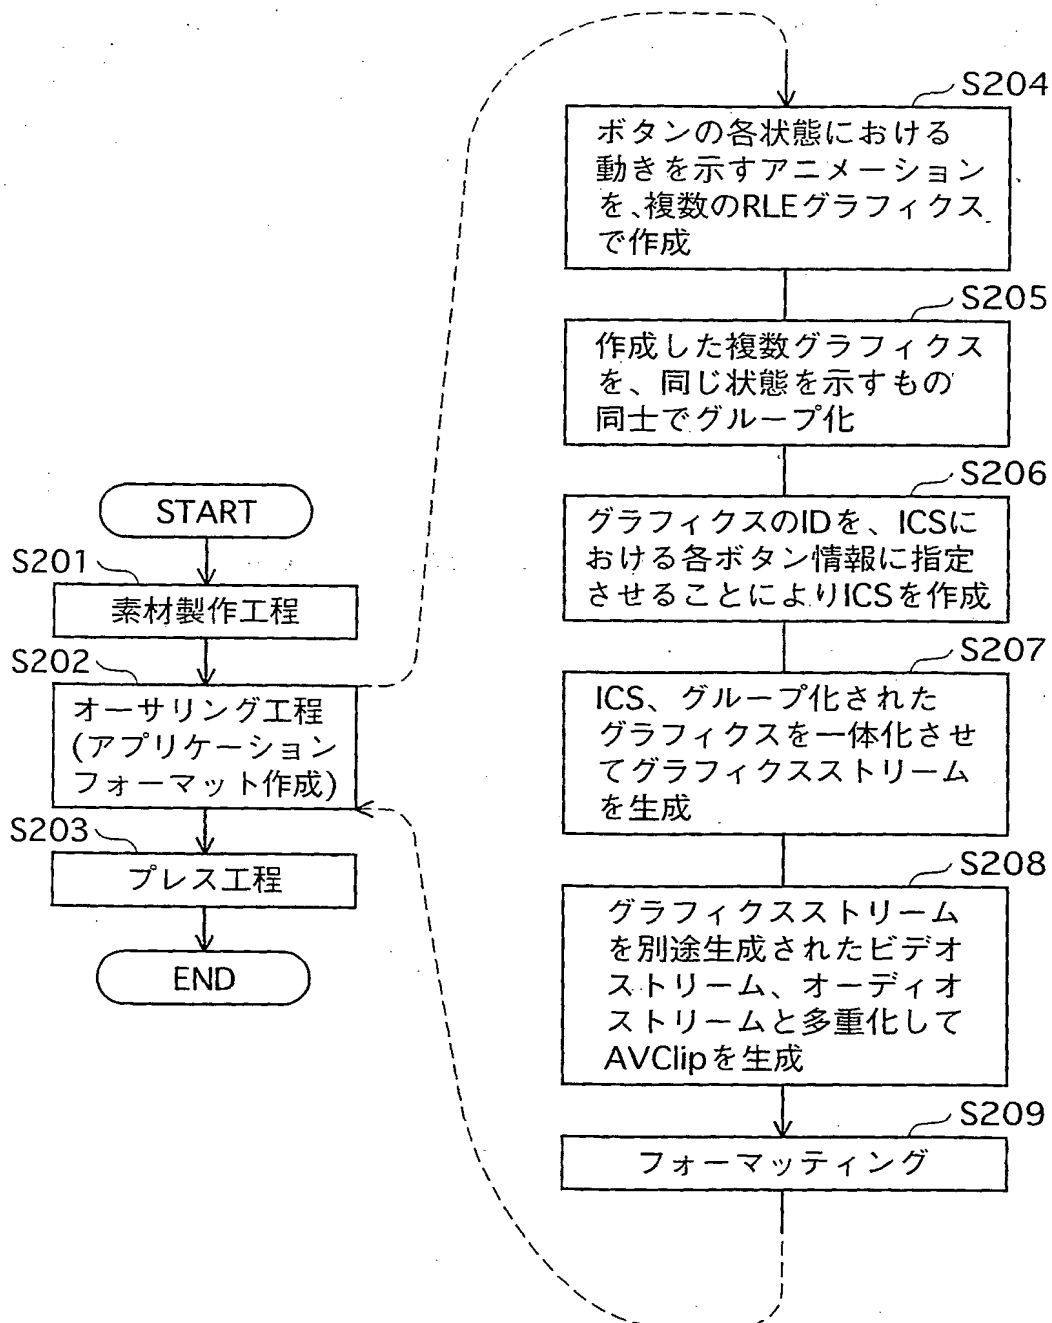 START
S201
素材製作工程
S202
オーサリング工程
(アプリケーション
フォーマット作成)
S203
プレス工程
END
S204
ボタンの各状態における
動きを示すアニメーション
を、複数のRLEグラフィクス
で作成
S205
作成した複数グラフィクス
を、同じ状態を示すもの
同士でグループ化
S206
グラフィクスのIDを、ICSに
おける各ボタン情報に指定
させることによりICSを作成
S207
ICS、グループ化された
グラフィクスを一体化させ
てグラフィクスストリーム
を生成
S208
グラフィクスストリーム
を別途生成されたビデオ
ストリーム、オーディオ
ストリームと多重化して
AVClipを生成
S209
フォーマッティング